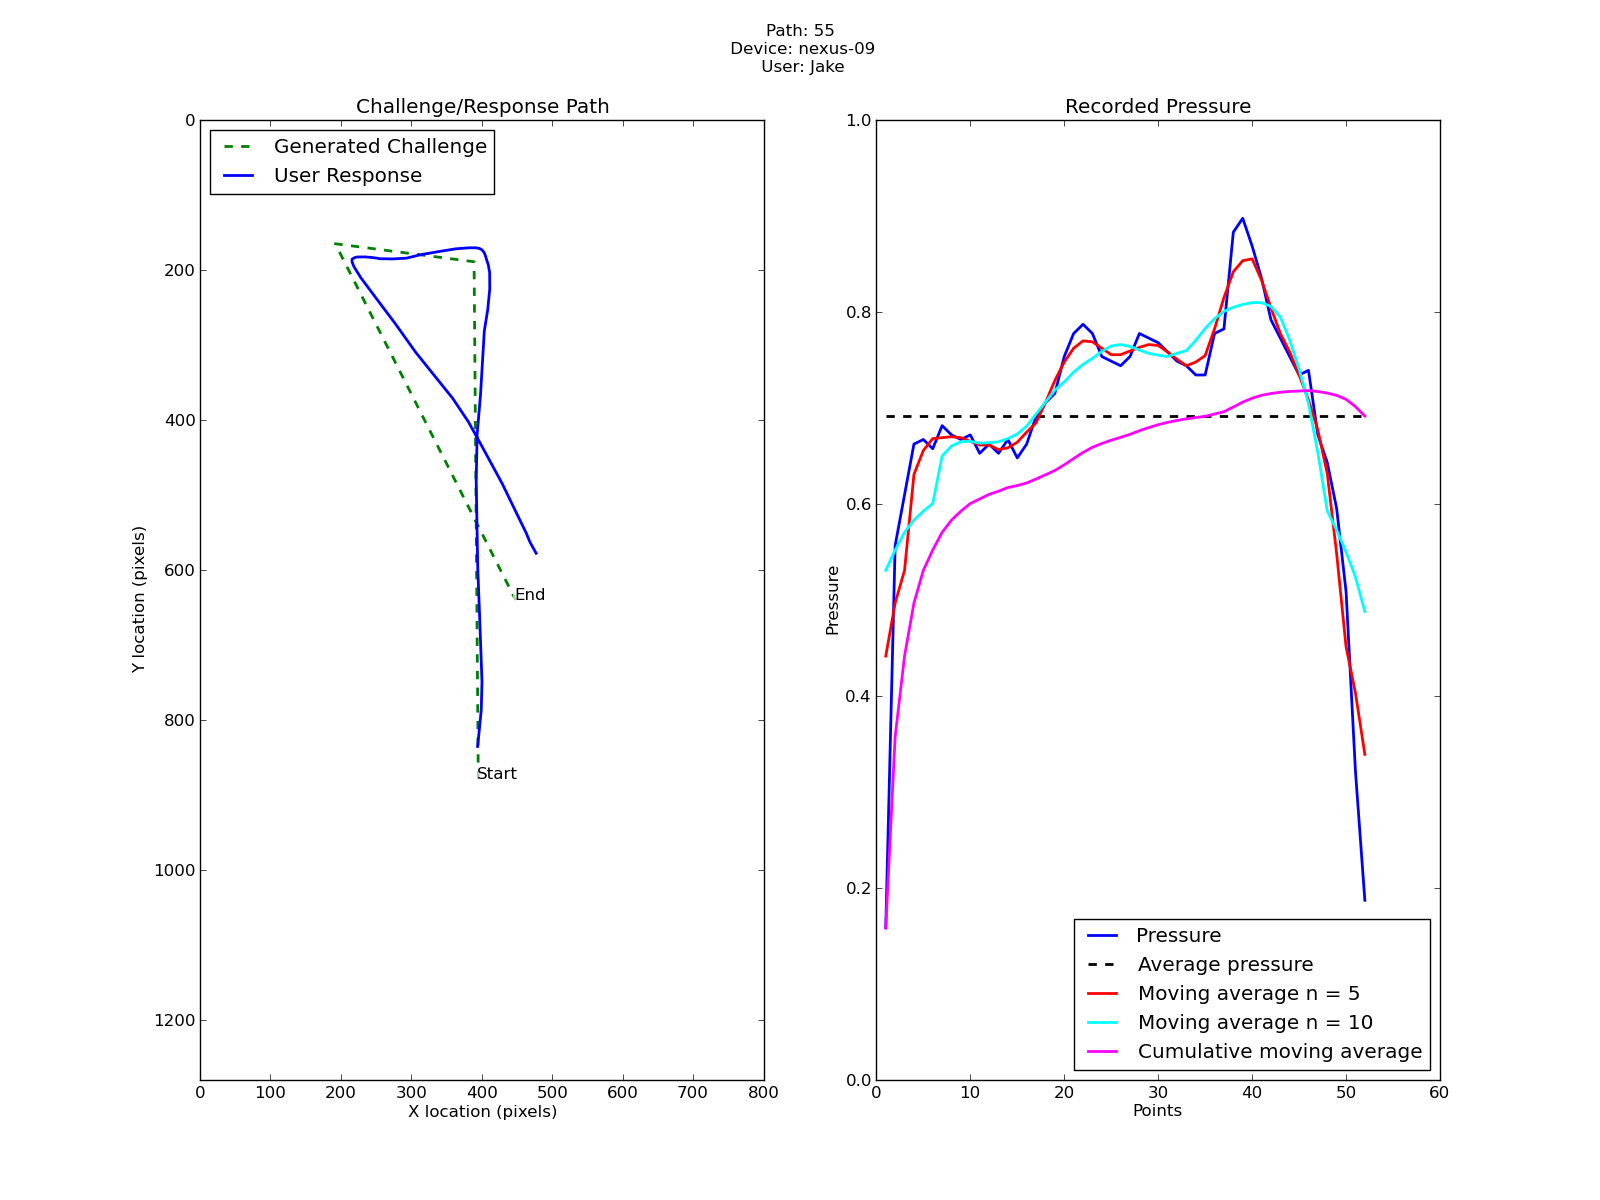 Path: 55
Device: nexus-09
User: Jake
Challenge/Response Path
Generated Challenge
User Response
0
200
400
600
800
1000
1200
Y location (pixels)
End
Start
0 100 200 300 400 500 600 700 800
X location (pixels)
Recorded Pressure
1.0
0.8
0.6
0.4
0.2
0.0
Pressure
Pressure
Average pressure
Moving average n = 5
Moving average n = 10
Cumulative moving average
0 10 20 30 40 50 60
Points